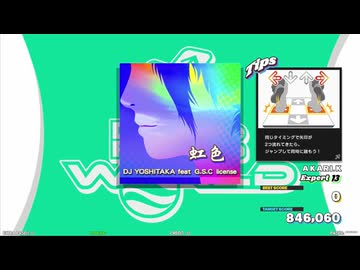 Tips
虹色
DJ YOSHITAKA feat G.S.C license
同じタイミングで矢印が
2つ流れてきたら、
ジャンプして同時に踏もう!
AKARI.K
Expert 13
BEST SCORE
0
TARGET SCORE
846,060